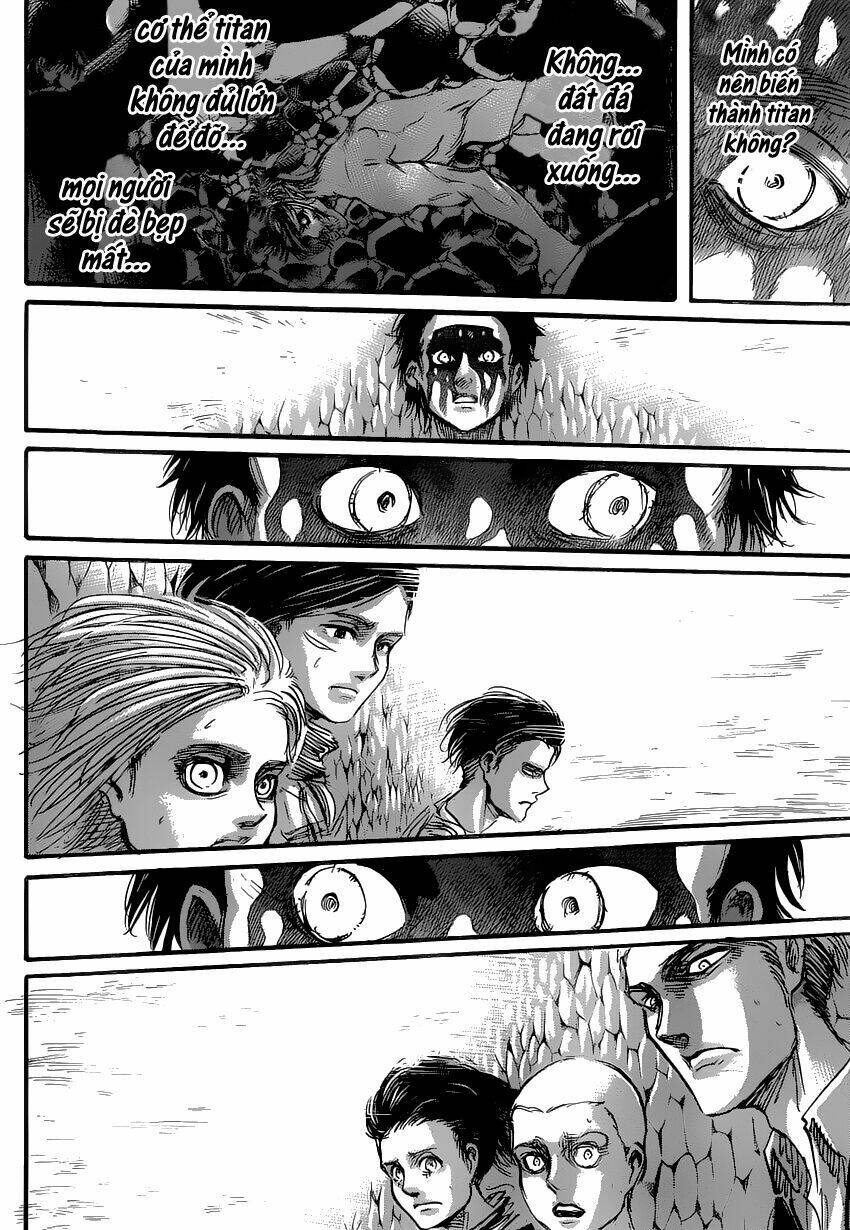 Mình có
nên biến
thành titan
không?
Không...
đất đá
đang rơi
xuống...
cơ thể titan
của mình
không đủ lớn
để đỡ...
mọi người
sẽ bị đè bẹp
mất...